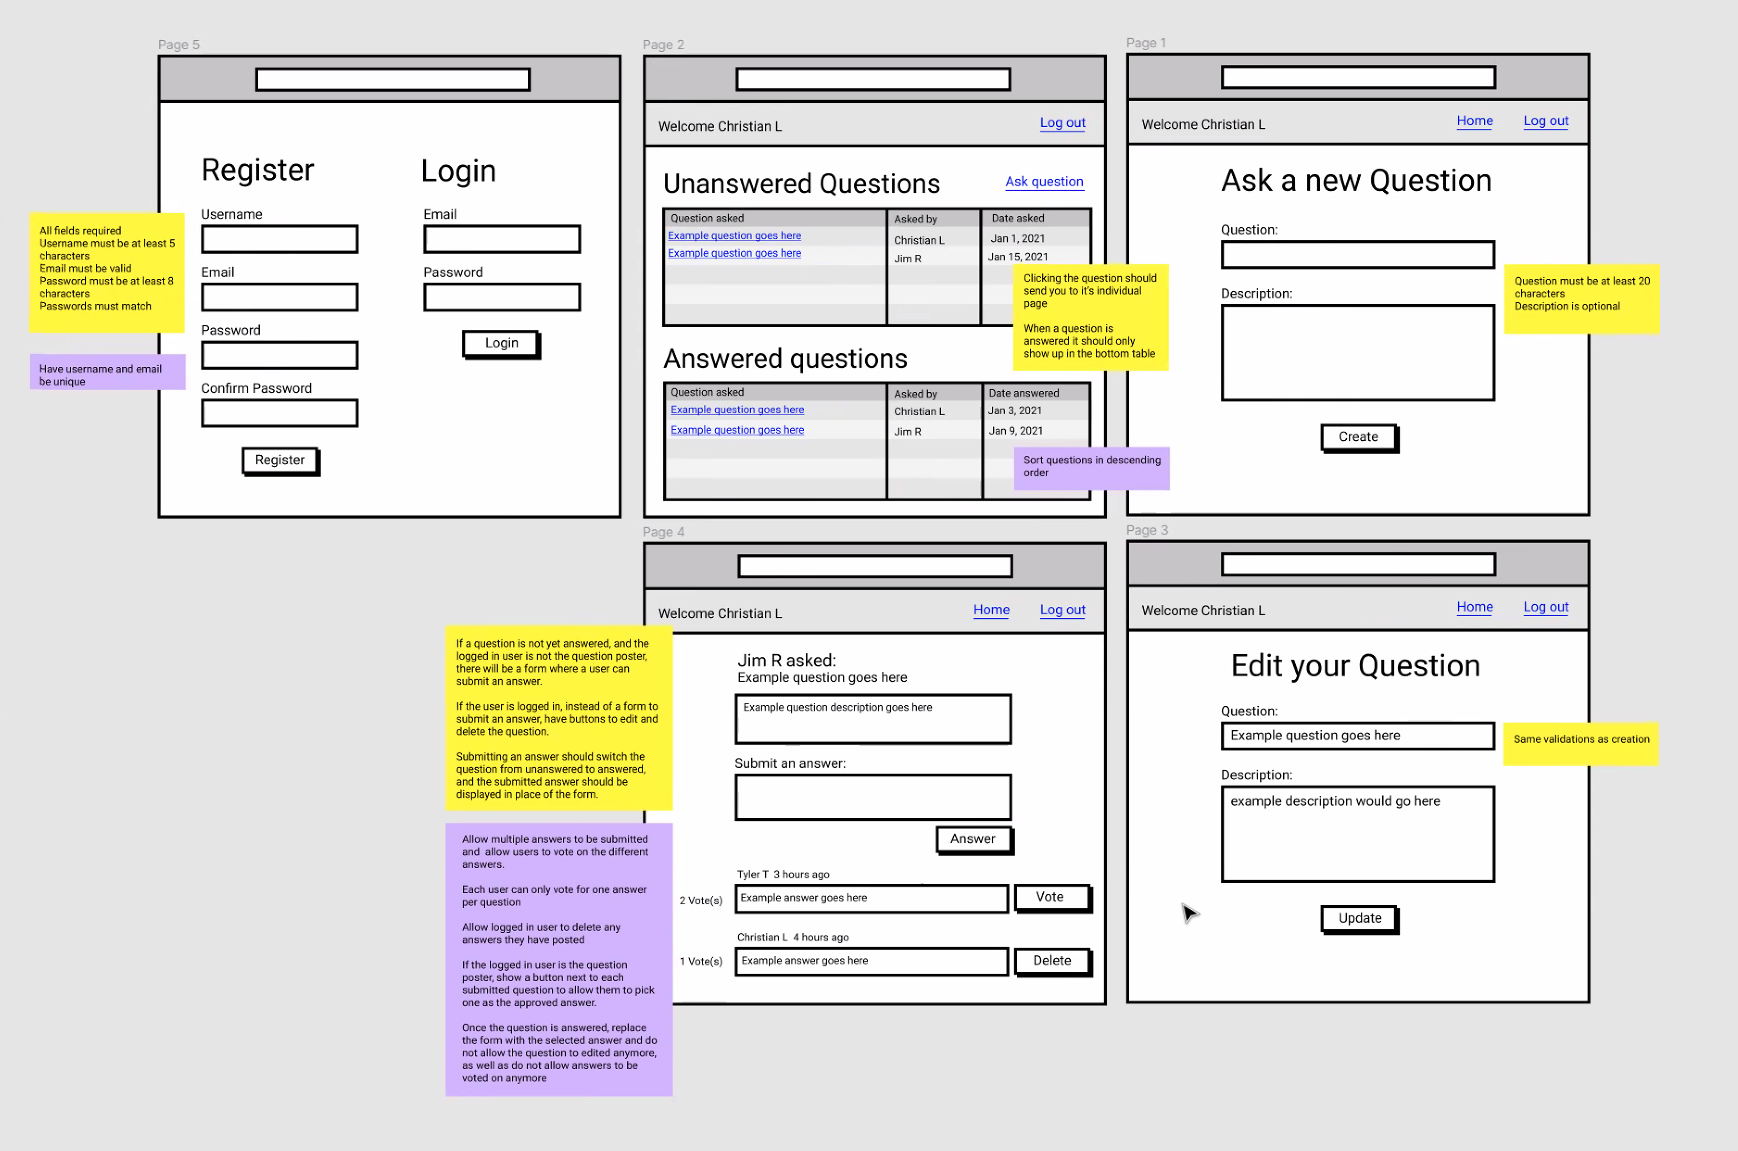 Page 5
Register
Login
Username
Email
Email
Password
Password
Login
Confirm Password
Register
All fields required
Username must be at least 5
characters
Email must be valid
Password must be at least 8
characters
Passwords must match
Have username and email
be unique
Page 2
Welcome Christian L
Log out
Unanswered Questions
Ask question
Question asked
Asked by
Date asked
Example question goes here
Christian L
Jan 1, 2021
Example question goes here
Jim R
Jan 15, 2021
Clicking the question should
send you to it's individual
page
When a question is
answered it should only
show up in the bottom table
Answered questions
Question asked
Asked by
Date answered
Example question goes here
Christian L
Jan 3, 2021
Example question goes here
Jim R
Jan 9, 2021
Sort questions in descending
order
Page 1
Welcome Christian L
Home
Log out
Ask a new Question
Question:
Description:
Create
Question must be at least 20
characters
Description is optional
Page 4
Welcome Christian L
Home
Log out
Jim R asked:
Example question goes here
Example question description goes here
Submit an answer:
Answer
Tyler T 3 hours ago
2 Vote(s)
Example answer goes here
Vote
Christian L 4 hours ago
1 Vote(s)
Example answer goes here
Delete
If a question is not yet answered, and the
logged in user is not the question poster,
there will be a form where a user can
submit an answer.
If the user is logged in, instead of a form to
submit an answer, have buttons to edit and
delete the question.
Submitting an answer should switch the
question from unanswered to answered,
and the submitted answer should be
displayed in place of the form.
Allow multiple answers to be submitted
and allow users to vote on the different
answers.
Each user can only vote for one answer
per question
Allow logged in user to delete any
answers they have posted
If the logged in user is the question
poster, show a button next to each
submitted question to allow them to pick
one as the approved answer.
Once the question is answered, replace
the form with the selected answer and do
not allow the question to edited anymore,
as well as do not allow answers to be
voted on anymore
Page 3
Welcome Christian L
Home
Log out
Edit your Question
Question:
Example question goes here
Description:
example description would go here
Update
Same validations as creation